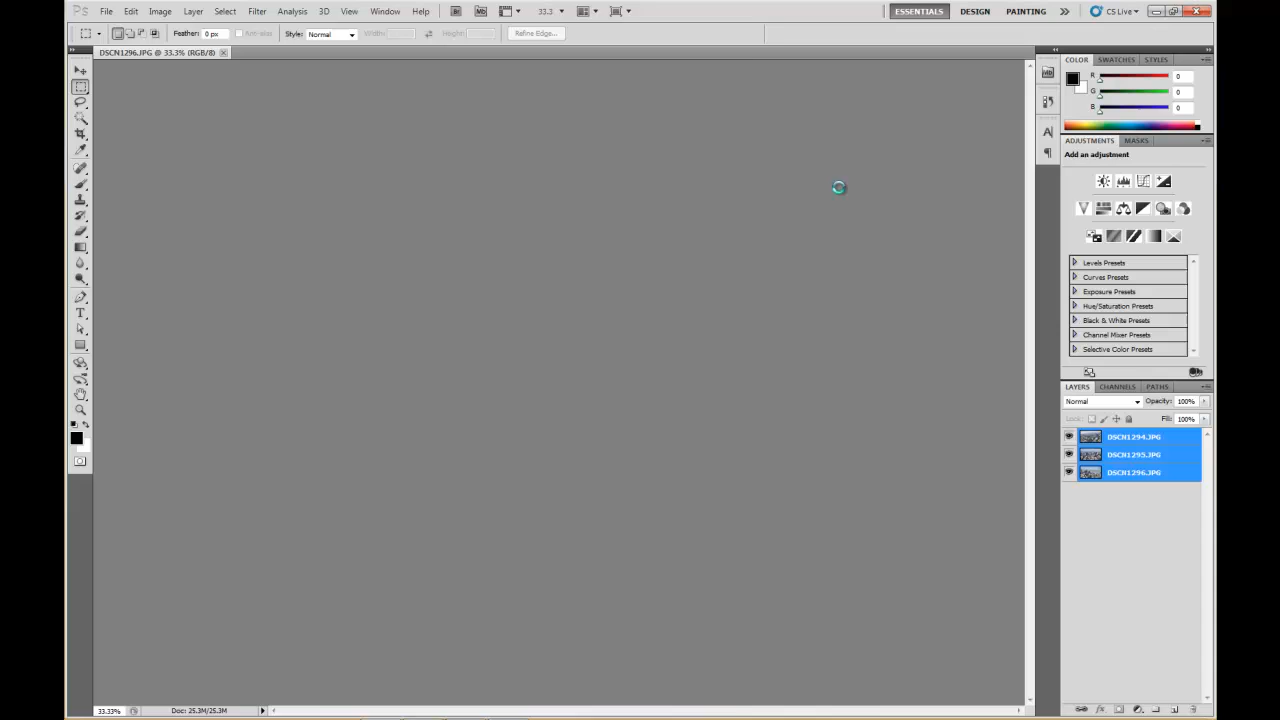 Ps File Edit Image Layer Select Filter Analysis 3D View Window Help Br Mb 33.3 ESSENTIALS DESIGN PAINTING CS Live
Feather: 0 px Anti-alias Style: Normal Width: Height: Refine Edge...
DSCN1296.JPG @ 33.3% (RGB/8)
COLOR SWATCHES STYLES
R 0
G 0
B 0
ADJUSTMENTS MASKS
Add an adjustment
Levels Presets
Curves Presets
Exposure Presets
Hue/Saturation Presets
Black & White Presets
Channel Mixer Presets
Selective Color Presets
LAYERS CHANNELS PATHS
Normal Opacity: 100%
Lock: Fill: 100%
DSCN1294.JPG
DSCN1295.JPG
DSCN1296.JPG
33.33% Doc: 25.3M/25.3M